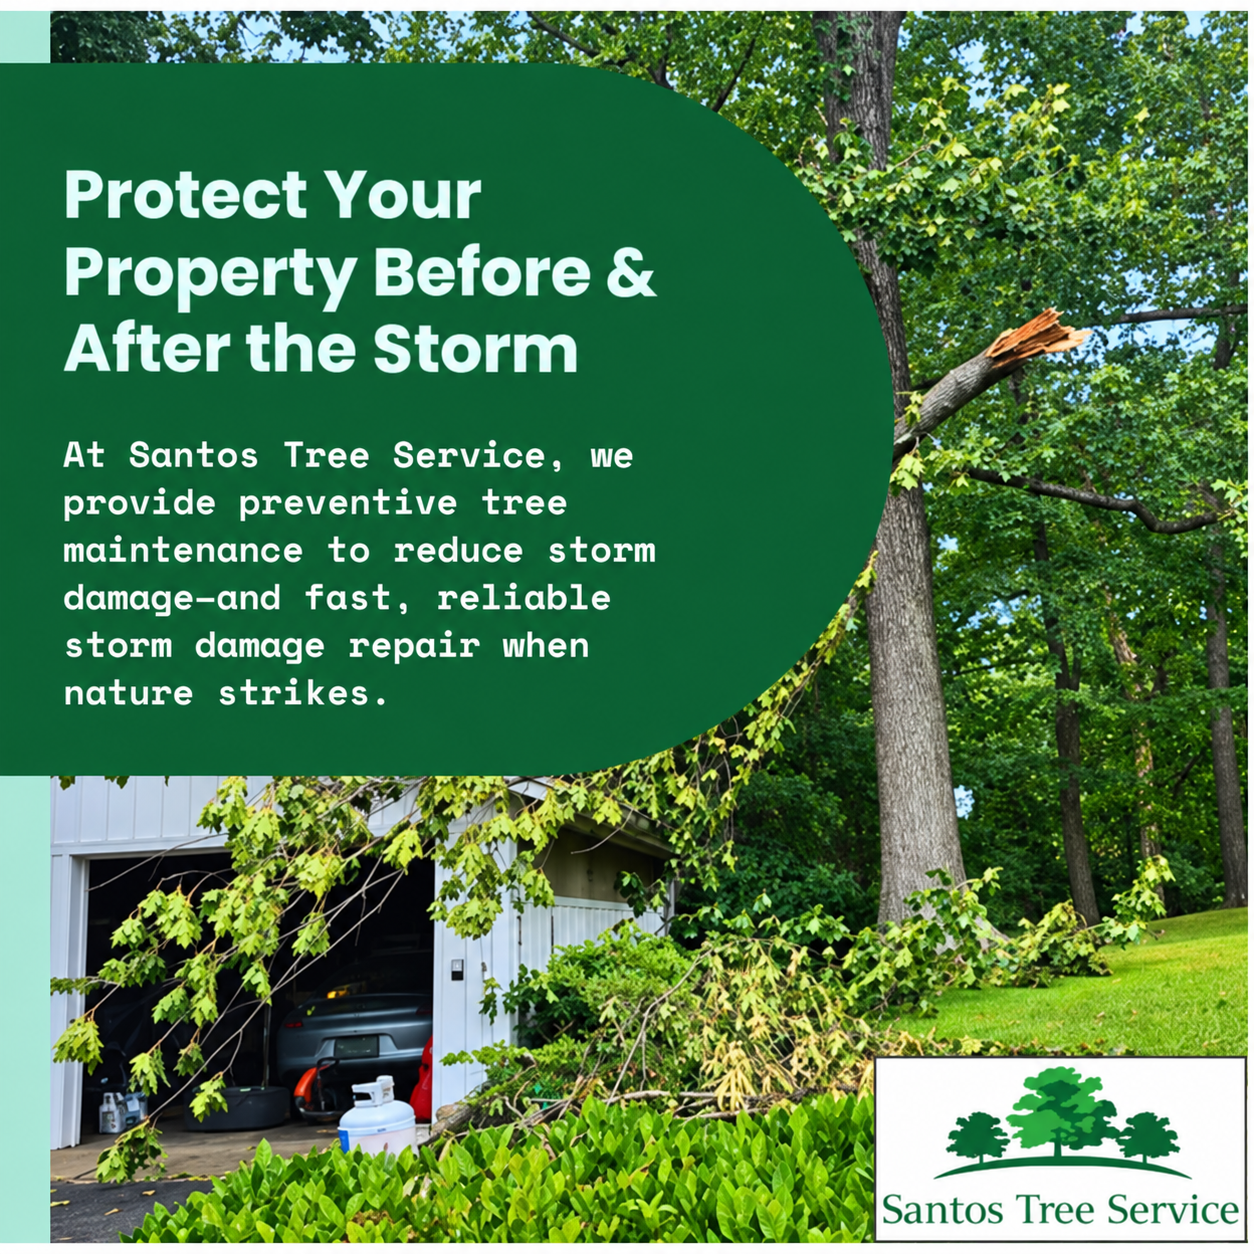 Protect Your
Property Before &
After the Storm
At Santos Tree Service, we
provide preventive tree
maintenance to reduce storm
damage—and fast, reliable
storm damage repair when
nature strikes.
Santos Tree Service